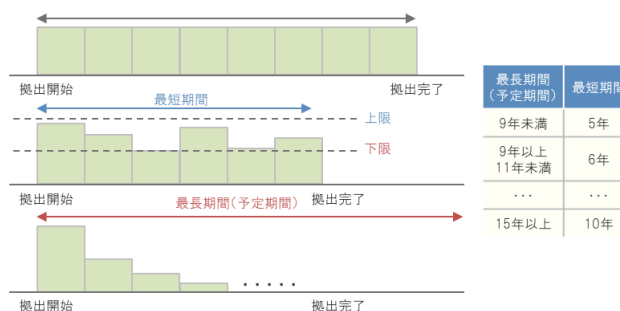 拠出開始
拠出完了
最短期間
上限
下限
拠出開始
拠出完了
最長期間(予定期間)
・・・・・
拠出開始
拠出完了
最長期間
(予定期間)
最短期間
9年未満
5年
9年以上
11年未満
6年
・・・
・・・
15年以上
10年